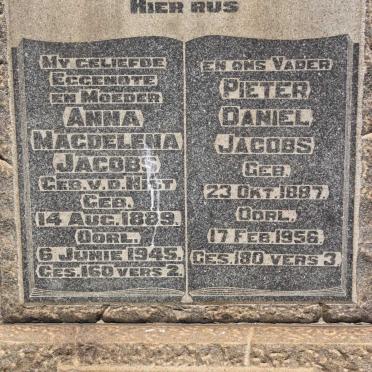 HIER RUS
MY GELIEFDE
EGGENOTE
EN MOEDER
ANNA
MAGDELENA
JACOBS
GEB. V.D. NEST
GEB.
14 AUG. 1889.
OORL.
6 JUNIE 1945.
GES. 160 VERS 2.
EN ONS VADER
PIETER
DANIEL
JACOBS
GEB.
23 OKT. 1887.
OORL.
17 FEB. 1956.
GES. 180 VERS 3.